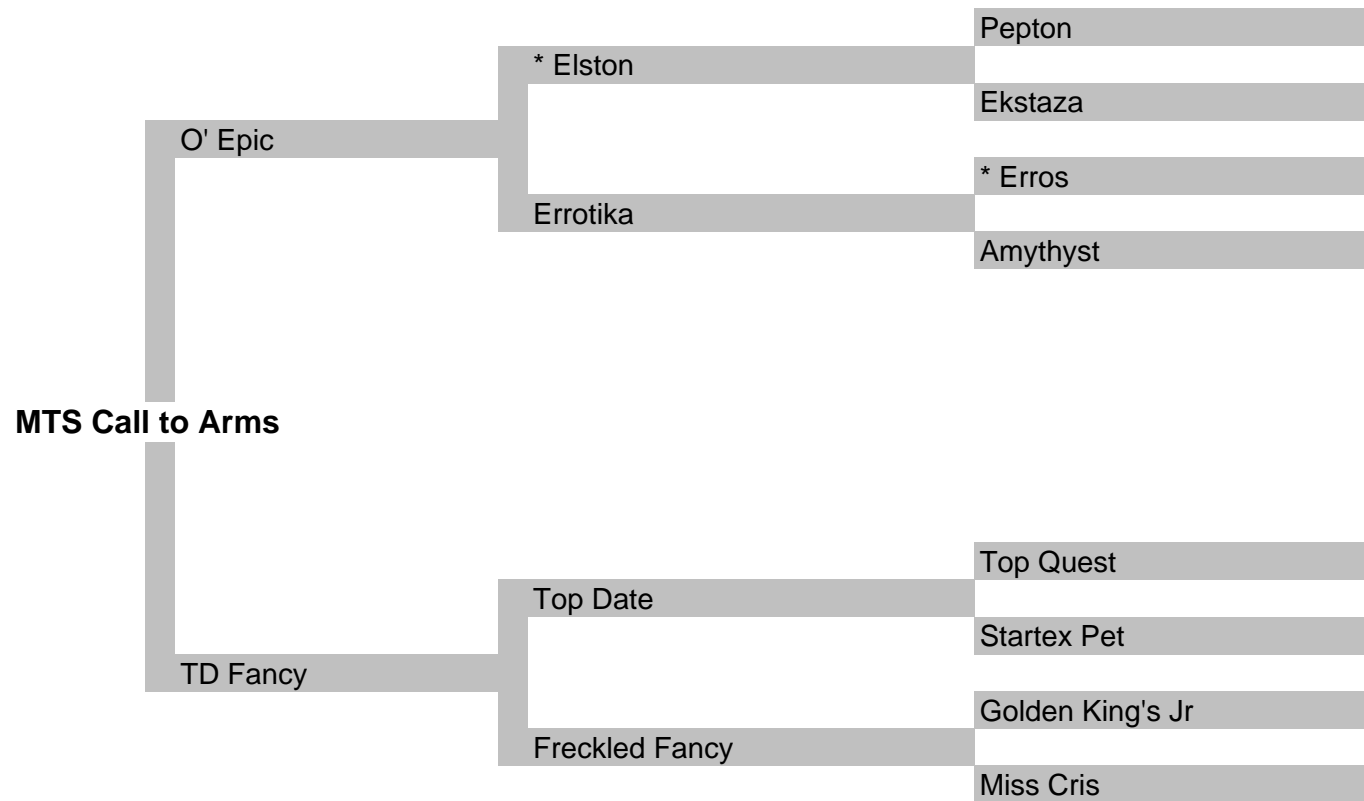 Pepton
* Elston
Ekstaza
O' Epic
* Erros
Errotika
Amythyst
MTS Call to Arms
Top Quest
Top Date
Startex Pet
TD Fancy
Golden King's Jr
Freckled Fancy
Miss Cris